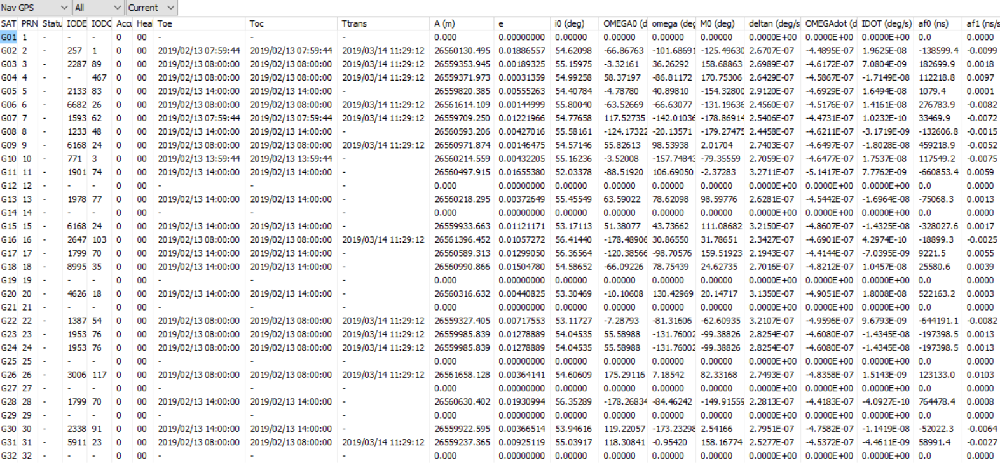 Nav GPS All Current
SAT PRN Statu IODE IODC Accu Hea Toe Toc Ttrans A (m) e i0 (deg) OMEGA0 (d omega (deg M0 (deg) deltan (deg/s OMEGAdot (d IDOT (deg/s) af0 (ns) af1 (ns/s
G01 1 - - - 0 00 - - - 0.000 0.00000000 0.00000 0.00000 0.00000 0.00000 0.0000E+00 0.0000E+00 0.0000E+00 0.0 0.0000
G02 2 - 257 1 0 00 2019/02/13 07:59:44 2019/02/13 07:59:44 2019/03/14 11:29:12 26560130.495 0.01886557 54.62098 -66.86763 -101.68691 -125.49630 2.6707E-07 -4.4895E-07 1.9625E-08 -138599.4 -0.0099
G03 3 - 2287 89 0 00 2019/02/13 08:00:00 2019/02/13 08:00:00 2019/03/14 11:29:12 26559353.945 0.00189325 55.15975 -3.32161 36.26292 158.68863 2.6989E-07 -4.6172E-07 7.0804E-09 182699.9 0.0018
G04 4 - - 467 0 00 2019/02/13 08:00:00 2019/02/13 08:00:00 2019/03/14 11:29:12 26559371.973 0.00031359 54.99258 58.37197 -86.81172 170.75306 2.6429E-07 -4.5867E-07 -1.7149E-08 112218.8 0.0097
G05 5 - 2133 83 0 00 2019/02/13 14:00:00 2019/02/13 14:00:00 - 26559820.385 0.00555263 54.40784 -4.78780 40.89810 -154.32800 2.9120E-07 -4.6929E-07 1.6494E-08 1079.4 0.0001
G06 6 - 6682 26 0 00 2019/02/13 08:00:00 2019/02/13 08:00:00 2019/03/14 11:29:12 26561614.109 0.00144999 55.80040 -63.52669 -66.63077 -131.19636 2.4560E-07 -4.5176E-07 1.4161E-08 276783.9 -0.0082
G07 7 - 1593 62 0 00 2019/02/13 07:59:44 2019/02/13 07:59:44 2019/03/14 11:29:12 26559709.250 0.01221966 54.77658 117.52735 -142.01036 -178.86914 2.5406E-07 -4.4731E-07 1.0232E-10 33469.9 -0.0072
G08 8 - 1233 48 0 00 2019/02/13 14:00:00 2019/02/13 14:00:00 - 26560593.206 0.00427016 55.58161 -124.17322 -20.13571 -179.27475 2.4458E-07 -4.6211E-07 -3.1719E-09 -132606.8 -0.0015
G09 9 - 6168 24 0 00 2019/02/13 08:00:00 2019/02/13 08:00:00 2019/03/14 11:29:12 26560971.874 0.00146475 54.57146 55.82613 98.53938 2.01704 2.7403E-07 -4.6497E-07 -1.8028E-08 459218.9 -0.0052
G10 10 - 771 3 0 00 2019/02/13 13:59:44 2019/02/13 13:59:44 - 26560214.559 0.00432205 55.16236 -3.52008 -157.74843 -79.35559 2.7059E-07 -4.6477E-07 1.7537E-08 117549.2 -0.0075
G11 11 - 1901 74 0 00 2019/02/13 14:00:00 2019/02/13 14:00:00 - 26560497.915 0.01655380 52.03378 -88.51920 106.69050 -2.37283 3.2711E-07 -5.1417E-07 7.7762E-09 -660853.4 0.0059
G12 12 - - - 0 00 - - - 0.000 0.00000000 0.00000 0.00000 0.00000 0.00000 0.0000E+00 0.0000E+00 0.0000E+00 0.0 0.0000
G13 13 - 1978 77 0 00 2019/02/13 14:00:00 2019/02/13 14:00:00 - 26560218.295 0.00372649 55.45549 63.59022 78.62098 98.59776 2.6281E-07 -4.5442E-07 -1.6964E-08 -75068.3 0.0013
G14 14 - - - 0 00 - - - 0.000 0.00000000 0.00000 0.00000 0.00000 0.00000 0.0000E+00 0.0000E+00 0.0000E+00 0.0 0.0000
G15 15 - 6168 24 0 00 2019/02/13 14:00:00 2019/02/13 14:00:00 - 26559933.663 0.01121171 53.17113 51.38077 43.73662 111.08682 3.2150E-07 -4.8607E-07 -1.4325E-08 -328027.6 0.0017
G16 16 - 2647 103 0 00 2019/02/13 08:00:00 2019/02/13 08:00:00 2019/03/14 11:29:12 26561396.452 0.01057272 56.41440 -178.48906 30.86550 31.78651 2.3427E-07 -4.6901E-07 4.2974E-10 -18899.3 -0.0025
G17 17 - 1799 70 0 00 2019/02/13 14:00:00 2019/02/13 14:00:00 - 26560589.313 0.01299050 56.36564 -120.38566 -98.70576 159.51923 2.1943E-07 -4.4144E-07 -7.0395E-09 9221.5 0.0055
G18 18 - 8995 35 0 00 2019/02/13 14:00:00 2019/02/13 14:00:00 - 26560990.866 0.01504780 54.58652 -66.09226 78.75439 24.62735 2.7016E-07 -4.8212E-07 1.0457E-08 25580.6 0.0039
G19 19 - - - 0 00 - - - 0.000 0.00000000 0.00000 0.00000 0.00000 0.00000 0.0000E+00 0.0000E+00 0.0000E+00 0.0 0.0000
G20 20 - 4626 18 0 00 2019/02/13 14:00:00 2019/02/13 14:00:00 - 26560316.632 0.00440825 53.30469 -10.10608 130.42969 20.14717 3.1350E-07 -4.9051E-07 1.8008E-08 522163.2 0.0003
G21 21 - - - 0 00 - - - 0.000 0.00000000 0.00000 0.00000 0.00000 0.00000 0.0000E+00 0.0000E+00 0.0000E+00 0.0 0.0000
G22 22 - 1387 54 0 00 2019/02/13 08:00:00 2019/02/13 08:00:00 2019/03/14 11:29:12 26559327.405 0.00717553 53.11727 -7.28793 -81.31606 -62.60935 3.2107E-07 -4.9596E-07 9.6793E-09 -644191.1 -0.0082
G23 23 - 1953 76 0 00 2019/02/13 08:00:00 2019/02/13 08:00:00 2019/03/14 11:29:12 26559985.839 0.01278889 54.04535 55.58988 -131.76002 -99.38826 2.8254E-07 -4.6080E-07 -1.4345E-08 -197398.5 0.0013
G24 24 - 1953 76 0 00 2019/02/13 08:00:00 2019/02/13 08:00:00 2019/03/14 11:29:12 26559985.839 0.01278889 54.04535 55.58988 -131.76002 -99.38826 2.8254E-07 -4.6080E-07 -1.4345E-08 -197398.5 0.0013
G25 25 - - - 0 00 - - - 0.000 0.00000000 0.00000 0.00000 0.00000 0.00000 0.0000E+00 0.0000E+00 0.0000E+00 0.0 0.0000
G26 26 - 3006 117 0 00 2019/02/13 08:00:00 2019/02/13 08:00:00 2019/03/14 11:29:12 26561658.128 0.00364141 54.60609 175.29116 7.18542 82.33168 2.7493E-07 -4.8358E-07 1.5143E-09 123133.0 0.0103
G27 27 - - - 0 00 - - - 0.000 0.00000000 0.00000 0.00000 0.00000 0.00000 0.0000E+00 0.0000E+00 0.0000E+00 0.0 0.0000
G28 28 - 1799 70 0 00 2019/02/13 14:00:00 2019/02/13 14:00:00 - 26560630.402 0.01930994 56.35289 -178.26834 -84.46242 -149.91559 2.2813E-07 -4.4183E-07 -4.0927E-10 764478.4 0.0008
G29 29 - - - 0 00 - - - 0.000 0.00000000 0.00000 0.00000 0.00000 0.00000 0.0000E+00 0.0000E+00 0.0000E+00 0.0 0.0000
G30 30 - 2338 91 0 00 2019/02/13 14:00:00 2019/02/13 14:00:00 - 26559922.595 0.00366514 53.94616 119.22057 -173.23298 2.54166 2.7951E-07 -4.7582E-07 -1.1419E-08 -52022.3 -0.0064
G31 31 - 5911 23 0 00 2019/02/13 08:00:00 2019/02/13 08:00:00 2019/03/14 11:29:12 26559237.365 0.00925119 55.03917 118.30841 -0.95420 158.16774 2.5277E-07 -4.5372E-07 -4.4611E-09 58991.4 -0.0027
G32 32 - - - 0 00 - - - 0.000 0.00000000 0.00000 0.00000 0.00000 0.00000 0.0000E+00 0.0000E+00 0.0000E+00 0.0 0.0000